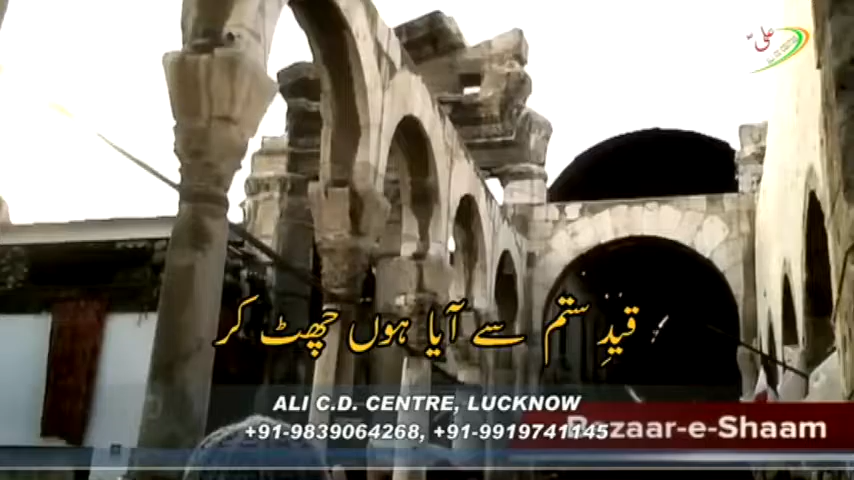 علی
قیدِ ستم سے آیا ہوں چھٹ کر
ALI C.D. CENTRE, LUCKNOW
+91-9839064268, +91-9919741145
Bazaar-e-Shaam